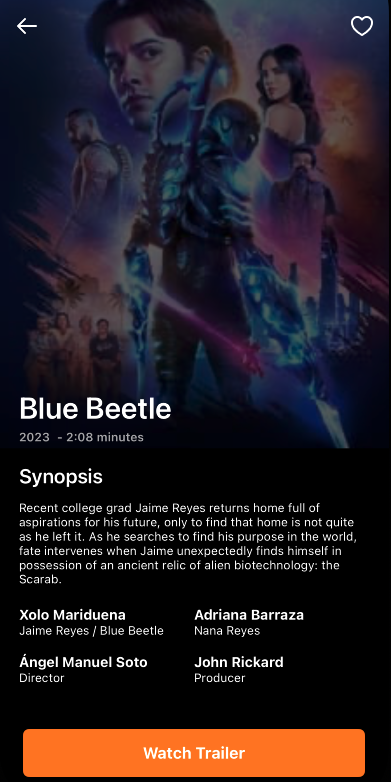 Blue Beetle
2023 - 2:08 minutes
Synopsis
Recent college grad Jaime Reyes returns home full of
aspirations for his future, only to find that home is not quite
as he left it. As he searches to find his purpose in the world,
fate intervenes when Jaime unexpectedly finds himself in
possession of an ancient relic of alien biotechnology: the
Scarab.
Xolo Mariduena
Jaime Reyes / Blue Beetle
Adriana Barraza
Nana Reyes
Ángel Manuel Soto
Director
John Rickard
Producer
Watch Trailer